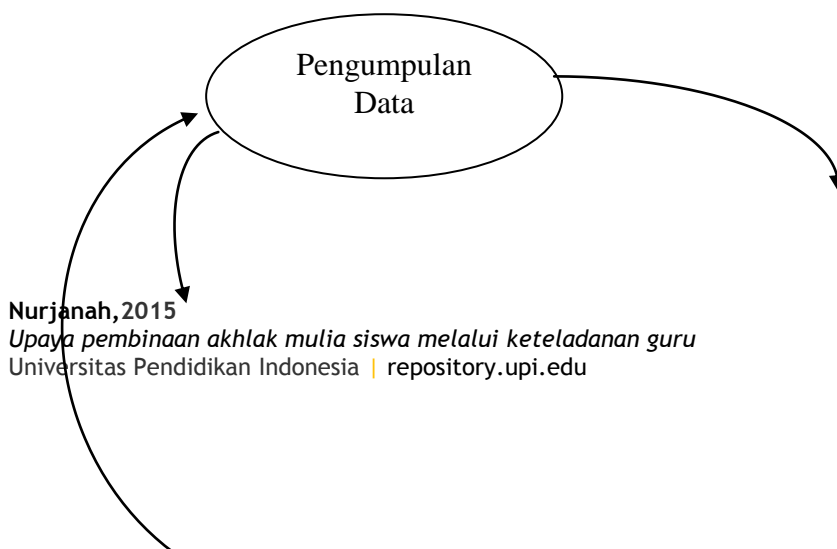 Pengumpulan
Data
Nurjanah,2015
Upaya pembinaan akhlak mulia siswa melalui keteladanan guru
Universitas Pendidikan Indonesia | repository.upi.edu